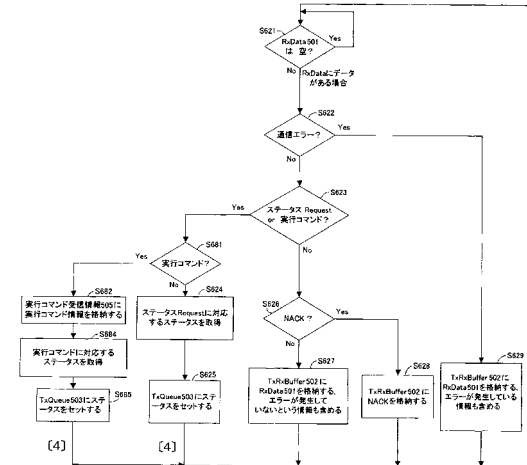 S621
RxData501
は 空？
Yes
No
RxDataにデータ
がある場合
S622
通信エラー？
Yes
No
S623
ステータス Request
or 実行コマンド？
Yes
No
S681
実行コマンド？
Yes
No
S682
実行コマンド受信情報505に
実行コマンド情報を格納する
S684
実行コマンドに対応する
ステータスを取得
S685
TxQueue503にステ
ータスをセットする
[4]
S624
ステータスRequestに対応
するステータスを取得
S625
TxQueue503にステ
ータスをセットする
[4]
S626
NACK？
Yes
No
S627
TxRxBuffer502に
RxData501を格納する,
エラーが発生して
いないという情報も含める
S628
TxRxBuffer502に
NACKを格納する
S629
TxRxBuffer502に
RxData501を格納する,
エラーが発生している
情報も含める